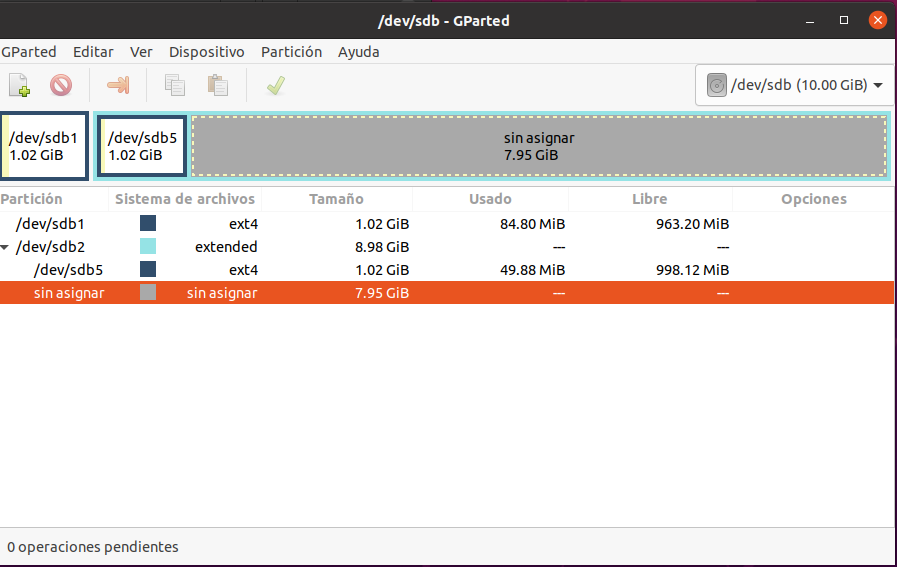 /dev/sdb - GParted
GParted Editar Ver Dispositivo Partición Ayuda
/dev/sdb (10.00 GiB)
/dev/sdb1
1.02 GiB
/dev/sdb5
1.02 GiB
sin asignar
7.95 GiB
Partición Sistema de archivos Tamaño Usado Libre Opciones
/dev/sdb1 ext4 1.02 GiB 84.80 MiB 963.20 MiB
/dev/sdb2 extended 8.98 GiB --- ---
/dev/sdb5 ext4 1.02 GiB 49.88 MiB 998.12 MiB
sin asignar sin asignar 7.95 GiB --- ---
0 operaciones pendientes